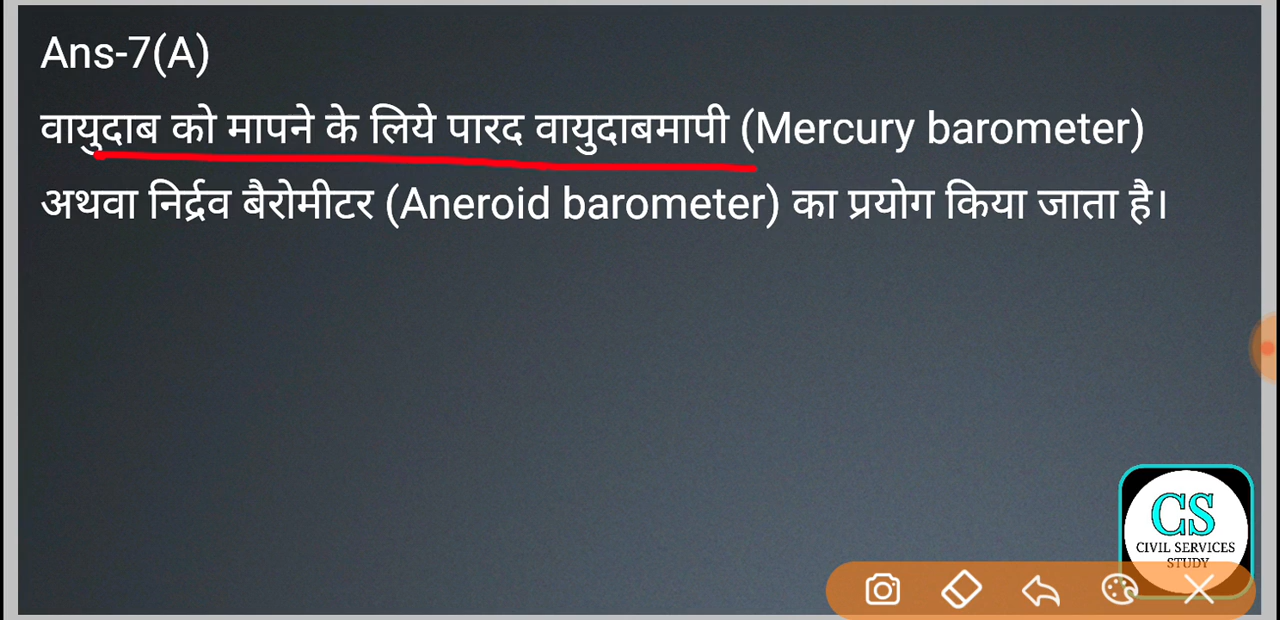 Ans-7(A)
वायुदाब को मापने के लिये पारद वायुदाबमापी (Mercury barometer)
अथवा निर्द्रव बैरोमीटर (Aneroid barometer) का प्रयोग किया जाता है।
CS
CIVIL SERVICES
STUDY